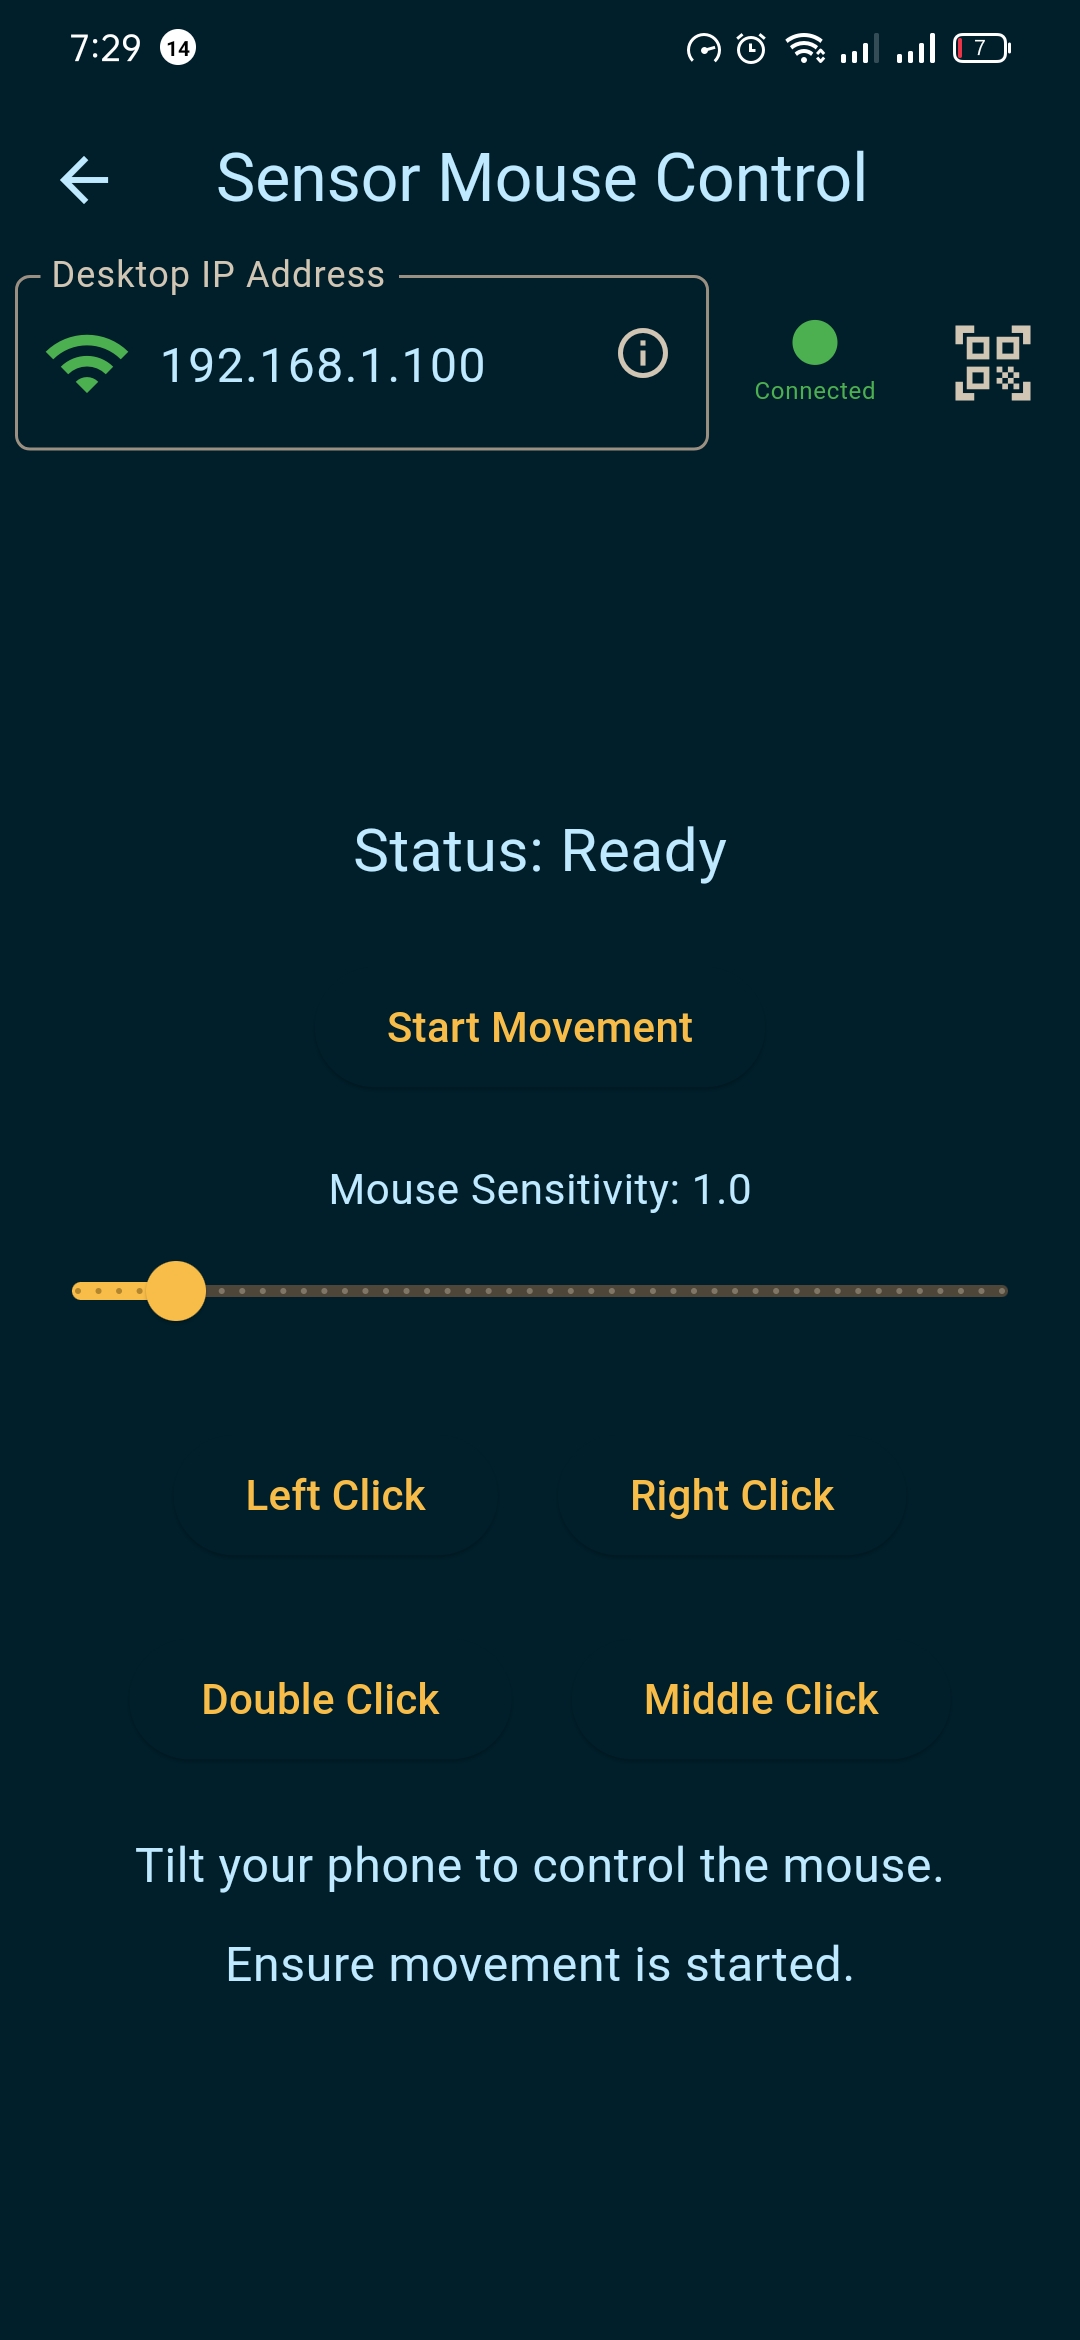 7:29 14 7
Sensor Mouse Control
Desktop IP Address
192.168.1.100
Connected
Status: Ready
Start Movement
Mouse Sensitivity: 1.0
Left Click Right Click
Double Click Middle Click
Tilt your phone to control the mouse.
Ensure movement is started.